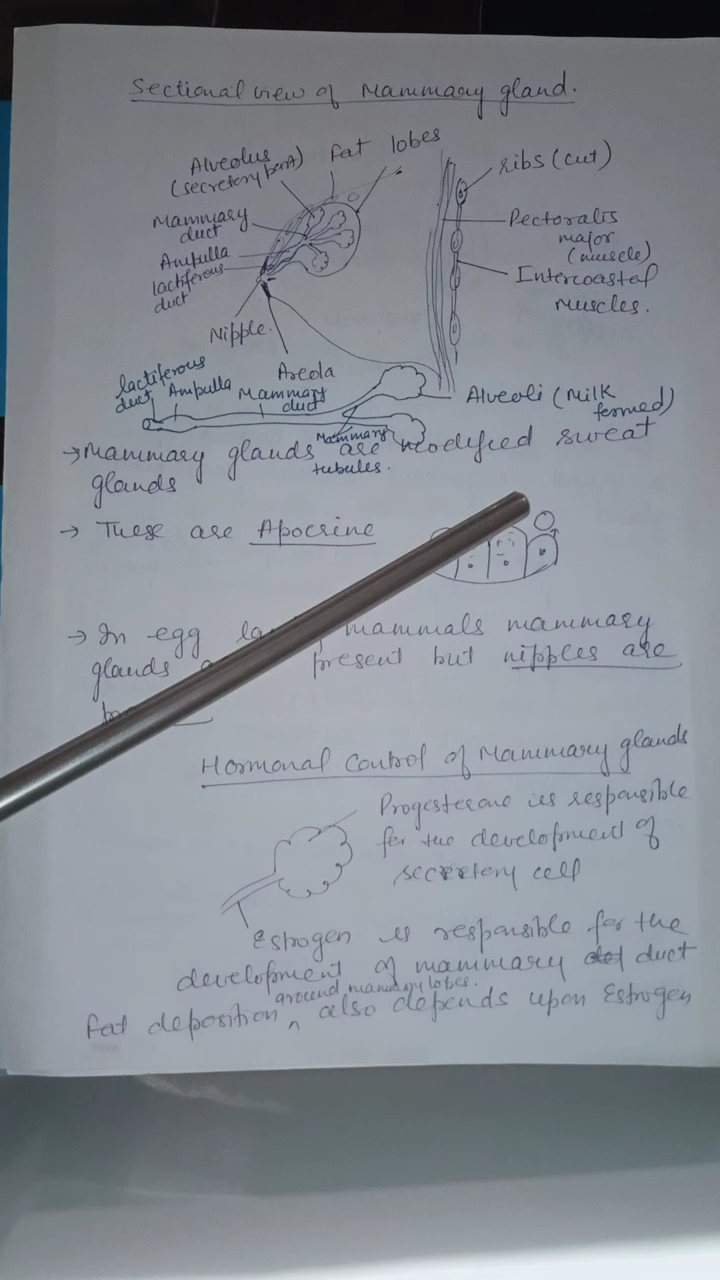 Sectional view of Mammary gland.
Alveolus
(secretory part)
Fat lobes
ribs (cut)
Mammary
duct
Pectoralis
major
(muscle)
Ampulla
lactiferous
duct
Intercoastal
Muscles.
Nipple.
Areola
lactiferous
duct
Ampulla
Mammary
duct
Alveoli (Milk
formed)
Mammary
tubules.
→ Mammary glands are modified sweat
glands
→ These are Apocrine
→ In egg mammals mammary
glands present but nipples are
Hormonal Control of Mammary glands
Progesterone is responsible
for the development of
secretory cell
Estrogen is responsible for the
development of mammary duct
around mammary lobes.
Fat deposition ^ also depends upon Estrogen